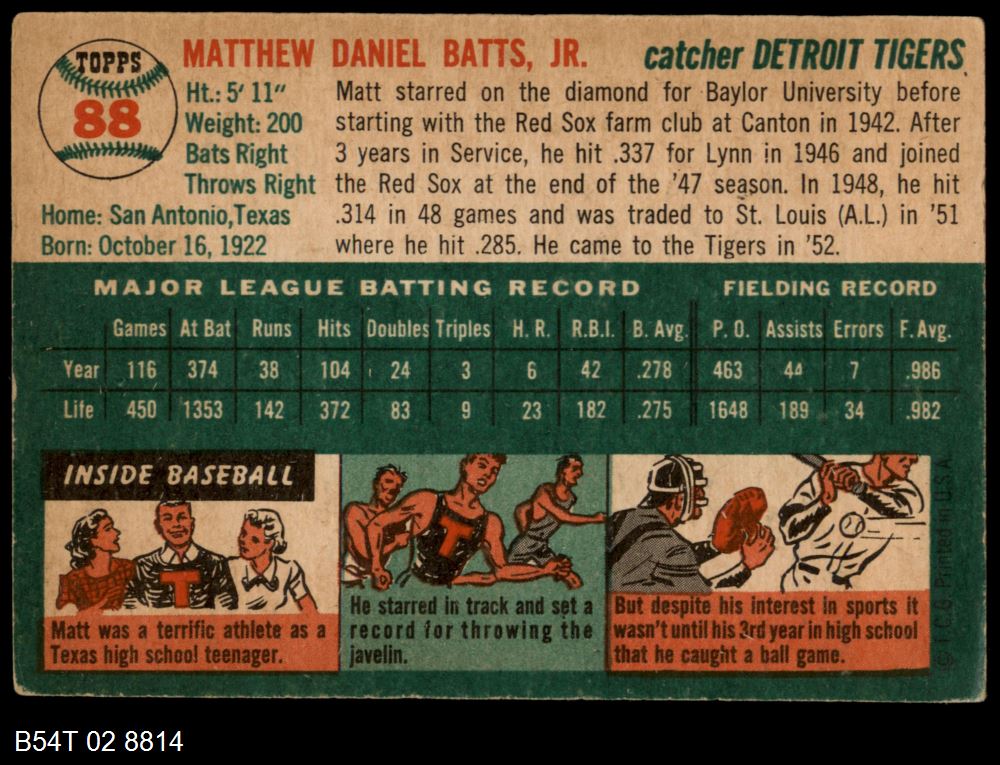 TOPPS
88
MATTHEW DANIEL BATTS, JR. catcher DETROIT TIGERS
Ht.: 5' 11"
Weight: 200
Bats Right
Throws Right
Home: San Antonio, Texas
Born: October 16, 1922
Matt starred on the diamond for Baylor University before
starting with the Red Sox farm club at Canton in 1942. After
3 years in Service, he hit .337 for Lynn in 1946 and joined
the Red Sox at the end of the '47 season. In 1948, he hit
.314 in 48 games and was traded to St. Louis (A.L.) in '51
where he hit .285. He came to the Tigers in '52.
MAJOR LEAGUE BATTING RECORD FIELDING RECORD
Games At Bat Runs Hits Doubles Triples H. R. R.B.I. B. Avg. P. O. Assists Errors F. Avg.
Year 116 374 38 104 24 3 6 42 .278 463 44 7 .986
Life 450 1353 142 372 83 9 23 182 .275 1648 189 34 .982
INSIDE BASEBALL
T
Matt was a terrific athlete as a
Texas high school teenager.
T
He starred in track and set a
record for throwing the
javelin.
But despite his interest in sports it
wasn't until his 3rd year in high school
that he caught a ball game.
© T.C.G. Printed in U.S.A.
B54T 02 8814